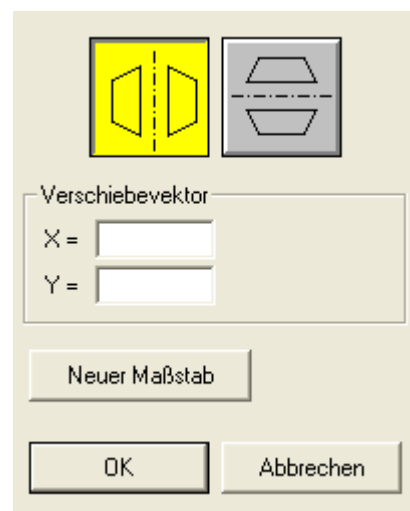 Verschiebevektor
X =
Y =
Neuer Maßstab
OK
Abbrechen